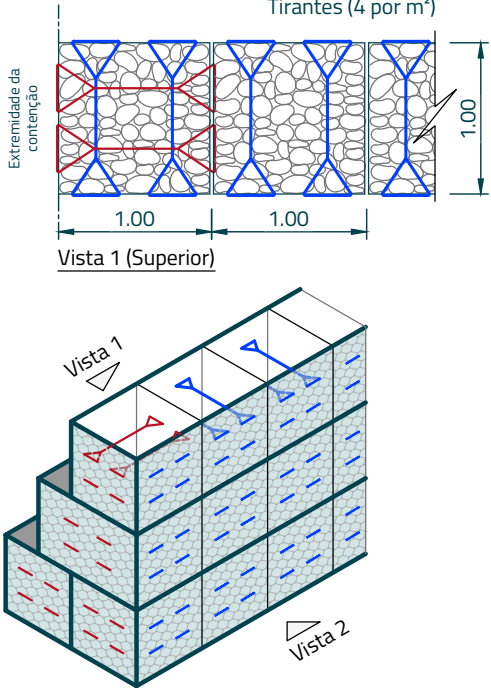 Tirantes (4 por m²)
Extremidade da
contenção
1.00
1.00
1.00
Vista 1 (Superior)
Vista 1
Vista 2